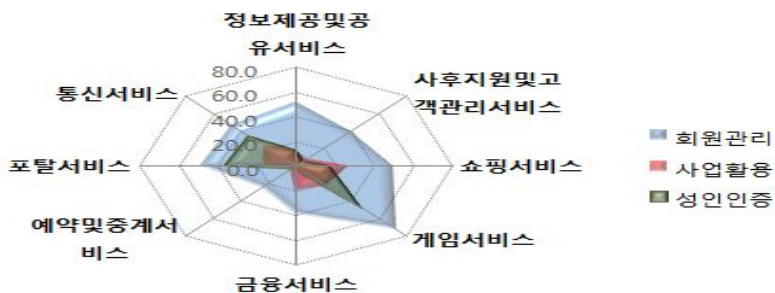 정보제공및공
유서비스
사후지원및고
객관리서비스
쇼핑서비스
게임서비스
금융서비스
예약및중계서
비스
포탈서비스
통신서비스
80.0
60.0
40.0
20.0
0.0
회원관리
사업활용
성인인증